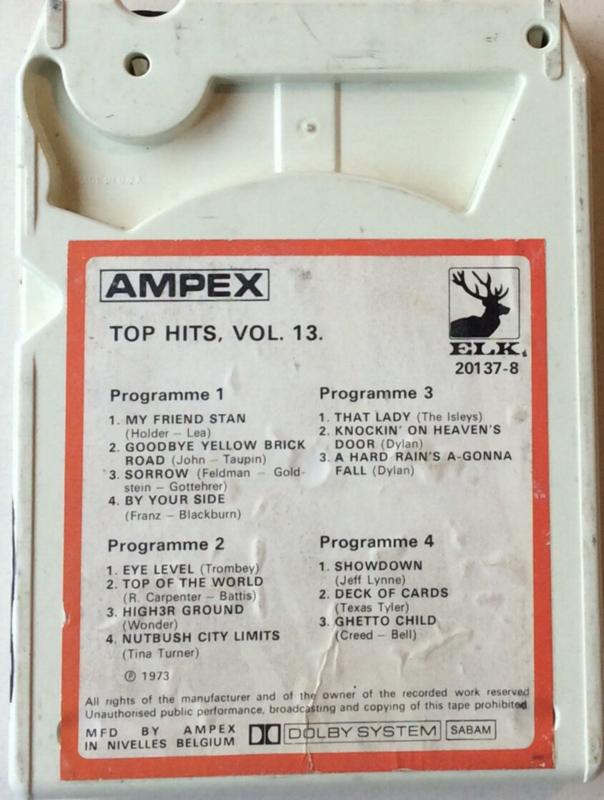 AMPEX
TOP HITS, VOL. 13.
ELK
20137-8
Programme 1
1. MY FRIEND STAN
(Holder – Lea)
2. GOODBYE YELLOW BRICK
ROAD (John – Taupin)
3. SORROW (Feldman – Gold-
stein – Gottehrer)
4. BY YOUR SIDE
(Franz – Blackburn)
Programme 2
1. EYE LEVEL (Trombey)
2. TOP OF THE WORLD
(R. Carpenter – Battis)
3. HIGH3R GROUND
(Wonder)
4. NUTBUSH CITY LIMITS
(Tina Turner)
Programme 3
1. THAT LADY (The Isleys)
2. KNOCKIN' ON HEAVEN'S
DOOR (Dylan)
3. A HARD RAIN'S A-GONNA
FALL (Dylan)
Programme 4
1. SHOWDOWN
(Jeff Lynne)
2. DECK OF CARDS
(Texas Tyler)
3. GHETTO CHILD
(Creed – Bell)
℗ 1973
All rights of the manufacturer and of the owner of the recorded work reserved
Unauthorised public performance, broadcasting and copying of this tape prohibited
MFD BY AMPEX
IN NIVELLES BELGIUM
DOLBY SYSTEM
SABAM